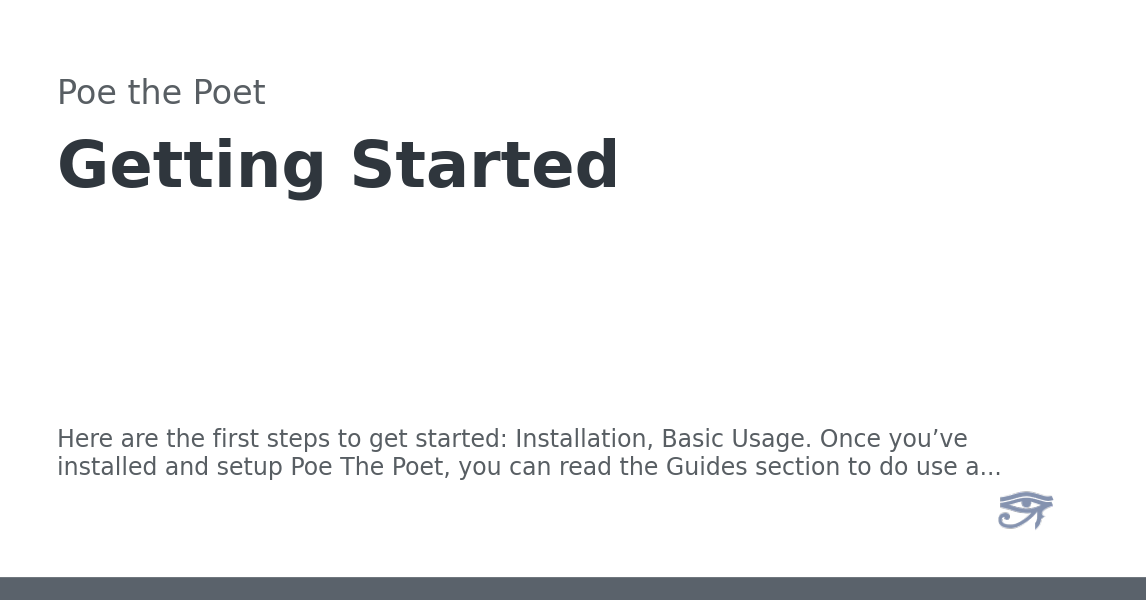 Poe the Poet
Getting Started
Here are the first steps to get started: Installation, Basic Usage. Once you’ve
installed and setup Poe The Poet, you can read the Guides section to do use a...